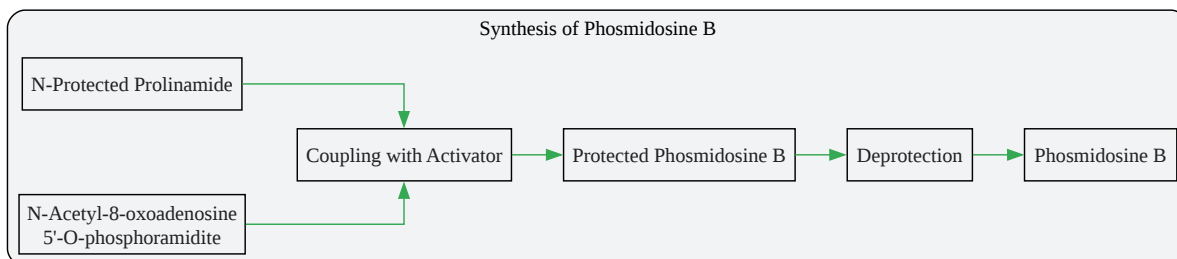 Synthesis of Phosmidosine B
N-Protected Prolinamide
Coupling with Activator
Protected Phosmidosine B
Deprotection
Phosmidosine B
N-Acetyl-8-oxoadenosine
5'-O-phosphoramidite